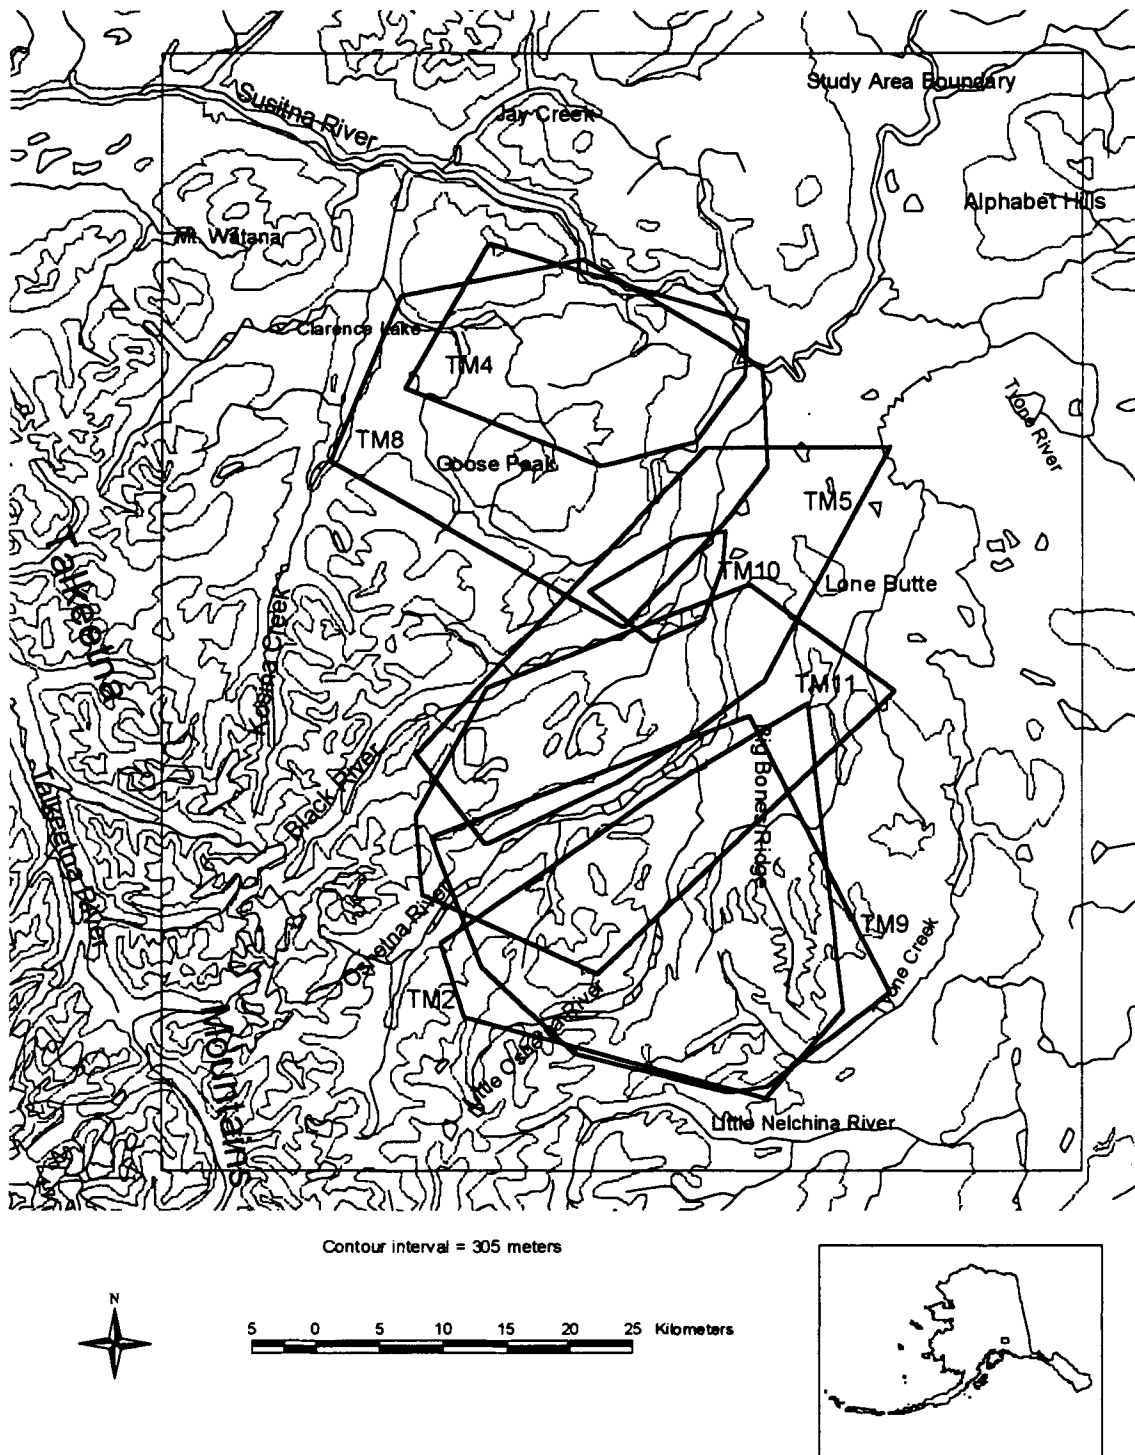 Study Area Boundary
Susitna River
Jay Creek
Alphabet Hills
Mt. Watana
Clarence Lake
TM4
Tyone River
TM8
Goose Peak
TM5
Talkeetna
TM10
Lone Butte
Kosina Creek
TM11
Big Bones Ridge
Black River
Talkeetna River
TM9
Oshetna River
Tyone Creek
TM2
Little Oshetna River
Mountains
Little Nelchina River
Contour interval = 305 meters
N
5 0 5 10 15 20 25 Kilometers